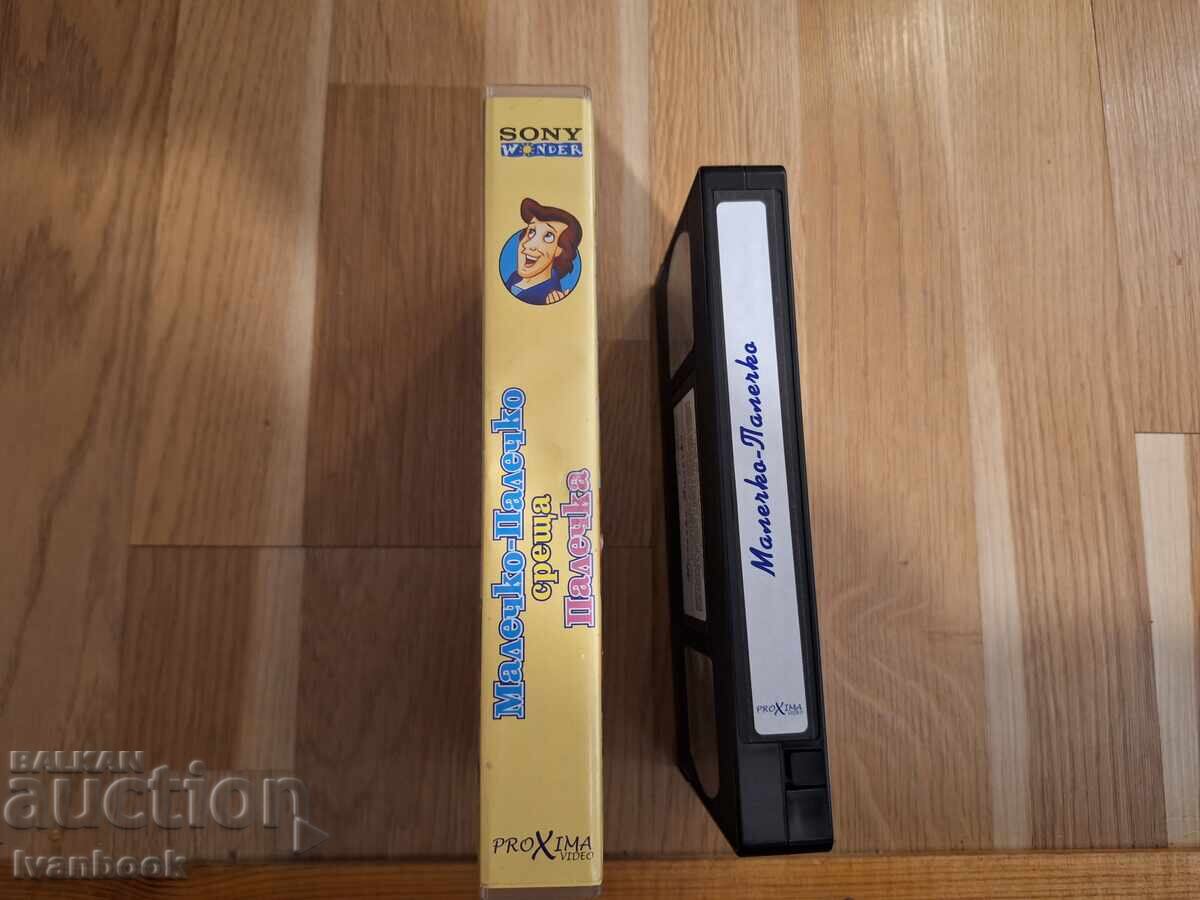 SONY
WONDER
Малечко-Палечко
среща
Палечка
PROXIMA
VIDEO
Малечко-Палечко
PROXIMA
VIDEO
BALKAN
auction
Ivanbook